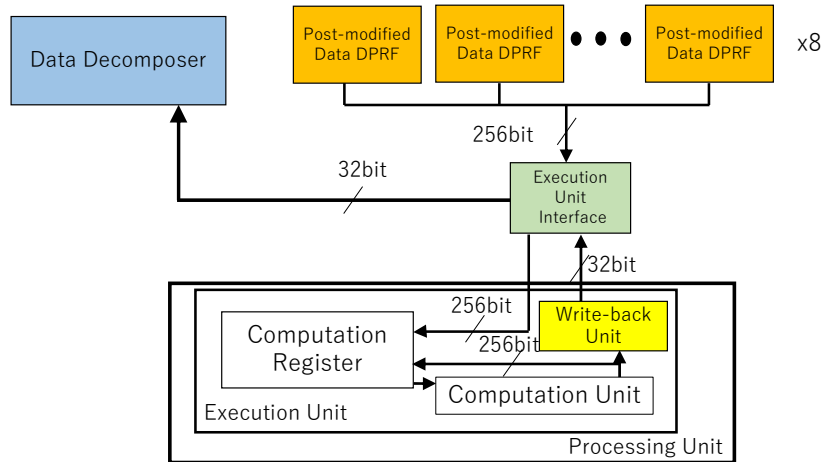 Data Decomposer
Post-modified
Data DPRF
Post-modified
Data DPRF
Post-modified
Data DPRF
x8
256bit
32bit
Execution
Unit
Interface
32bit
256bit
Write-back
Unit
Computation
Register
256bit
Computation Unit
Execution Unit
Processing Unit